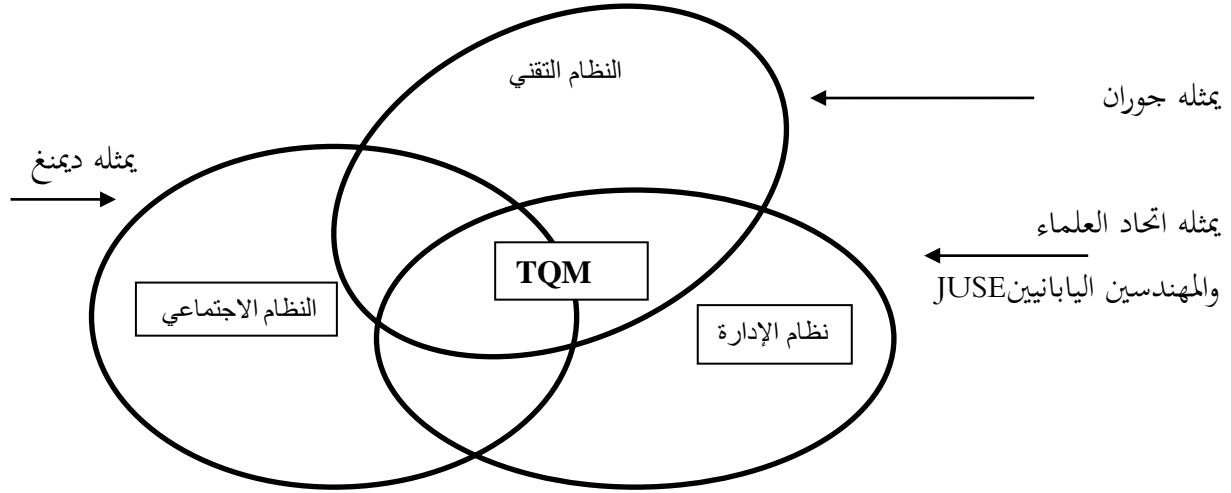 النظام التقني
يمثله جوران
يمثله ديمنغ
يمثله اتحاد العلماء
والمهندسين اليابانيينJUSE
TQM
النظام الاجتماعي
نظام الإدارة